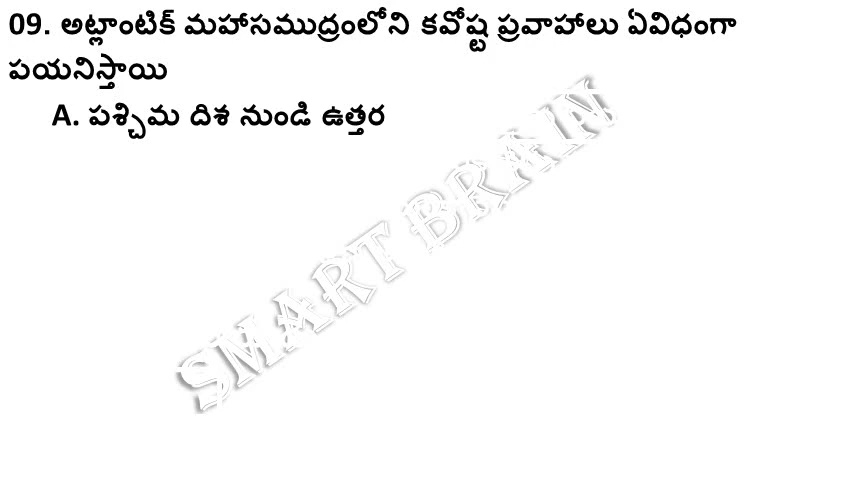 09. అట్లాంటిక్ మహాసముద్రంలోని కవోష్ట ప్రవాహాలు ఏవిధంగా
పయనిస్తాయి
A. పశ్చిమ దిశ నుండి ఉత్తర
SMART BRAIN